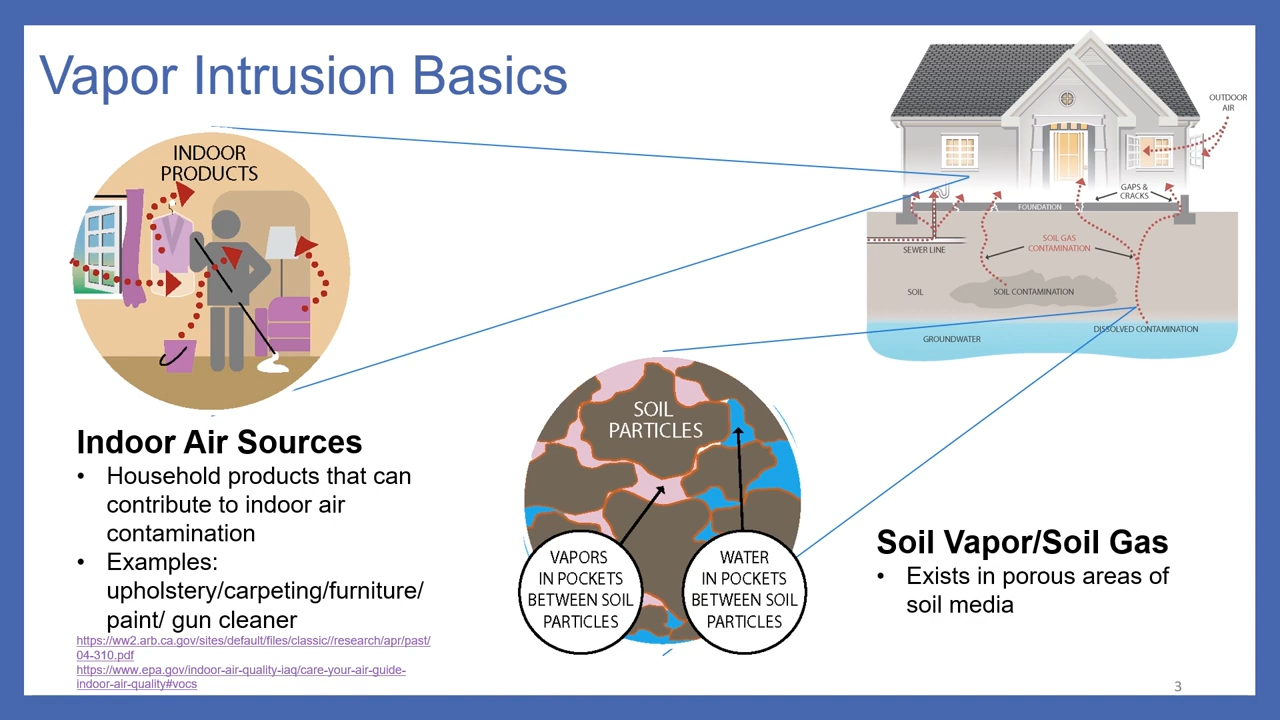 Vapor Intrusion Basics
INDOOR
PRODUCTS
Indoor Air Sources
• Household products that can
contribute to indoor air
contamination
• Examples:
upholstery/carpeting/furniture/
paint/ gun cleaner
https://ww2.arb.ca.gov/sites/default/files/classic//research/apr/past/
04-310.pdf
https://www.epa.gov/indoor-air-quality-iaq/care-your-air-guide-
indoor-air-quality#vocs
SOIL
PARTICLES
VAPORS
IN POCKETS
BETWEEN SOIL
PARTICLES
WATER
IN POCKETS
BETWEEN SOIL
PARTICLES
OUTDOOR
AIR
GAPS &
CRACKS
FOUNDATION
SEWER LINE
SOIL GAS
CONTAMINATION
SOIL
SOIL CONTAMINATION
DISSOLVED CONTAMINATION
GROUNDWATER
Soil Vapor/Soil Gas
• Exists in porous areas of
soil media
3